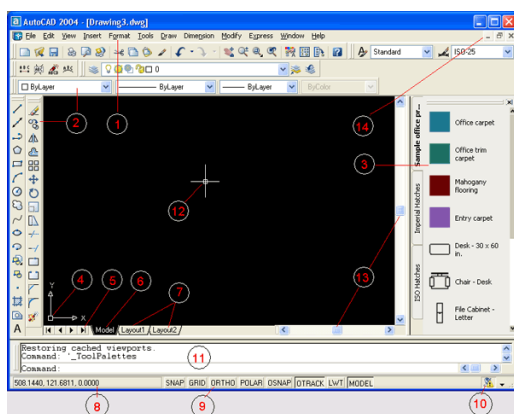 AutoCAD 2004 - [Drawing3.dwg]
File Edit View Insert Format Tools Draw Dimension Modify Express Window Help
Standard ISO-25
0
ByLayer ByLayer ByLayer ByColor
2 1 14
Sample office pr...
Office carpet
3
Office trim carpet
Mahogany flooring
12
Imperial Hatches
Entry carpet
Desk - 30 x 60 in.
13
ISO Hatches
Chair - Desk
4 5 6 7
Y
X
File Cabinet - Letter
A
Model Layout1 Layout2
Restoring cached viewports.
Command: '_ToolPalettes
11
Command:
508.1440, 121.6811, 0.0000 SNAP GRID ORTHO POLAR OSNAP OTRACK LWT MODEL
8 9 10